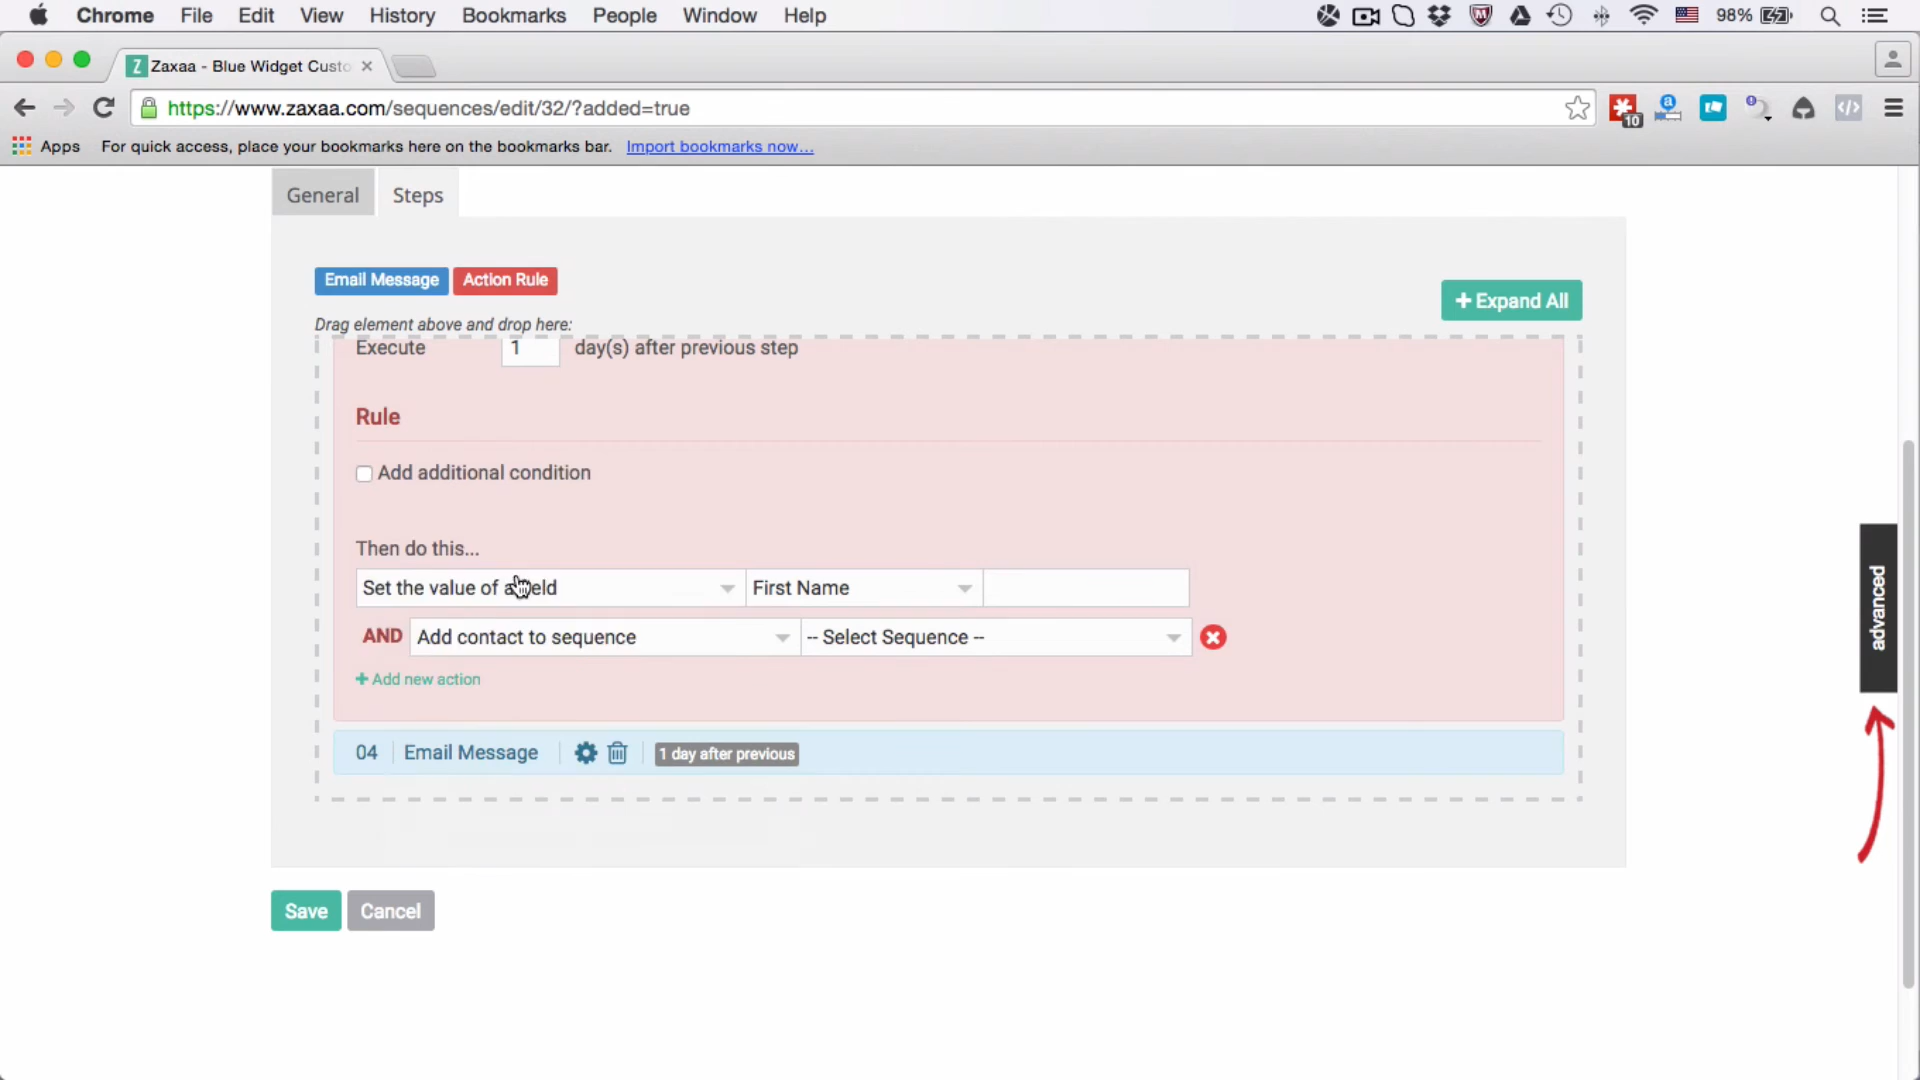 Chrome File Edit View History Bookmarks People Window Help 98%
Z Zaxaa - Blue Widget Custo
https://www.zaxaa.com/sequences/edit/32/?added=true 10
Apps For quick access, place your bookmarks here on the bookmarks bar. Import bookmarks now...
General Steps
Email Message Action Rule
+ Expand All
Drag element above and drop here:
Execute 1 day(s) after previous step
Rule
Add additional condition
Then do this...
Set the value of a field First Name
AND Add contact to sequence -- Select Sequence --
+ Add new action
04 Email Message 1 day after previous
Save Cancel
advanced